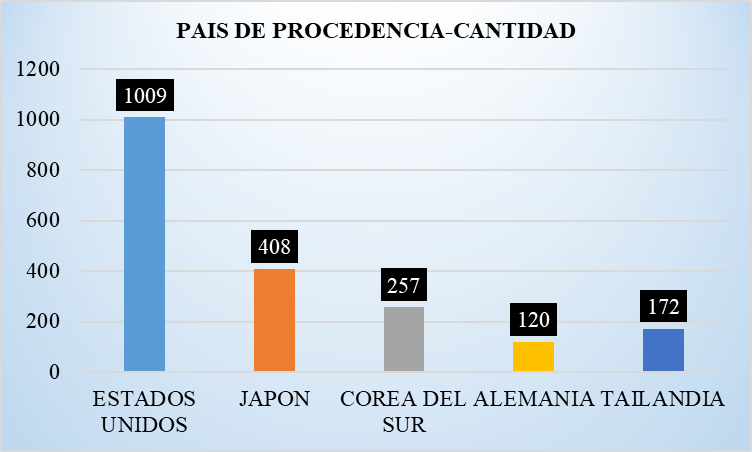 PAIS DE PROCEDENCIA-CANTIDAD
1200
1000
800
600
400
200
0
1009
408
257
120
172
ESTADOS UNIDOS
JAPON
COREA DEL SUR
ALEMANIA
TAILANDIA